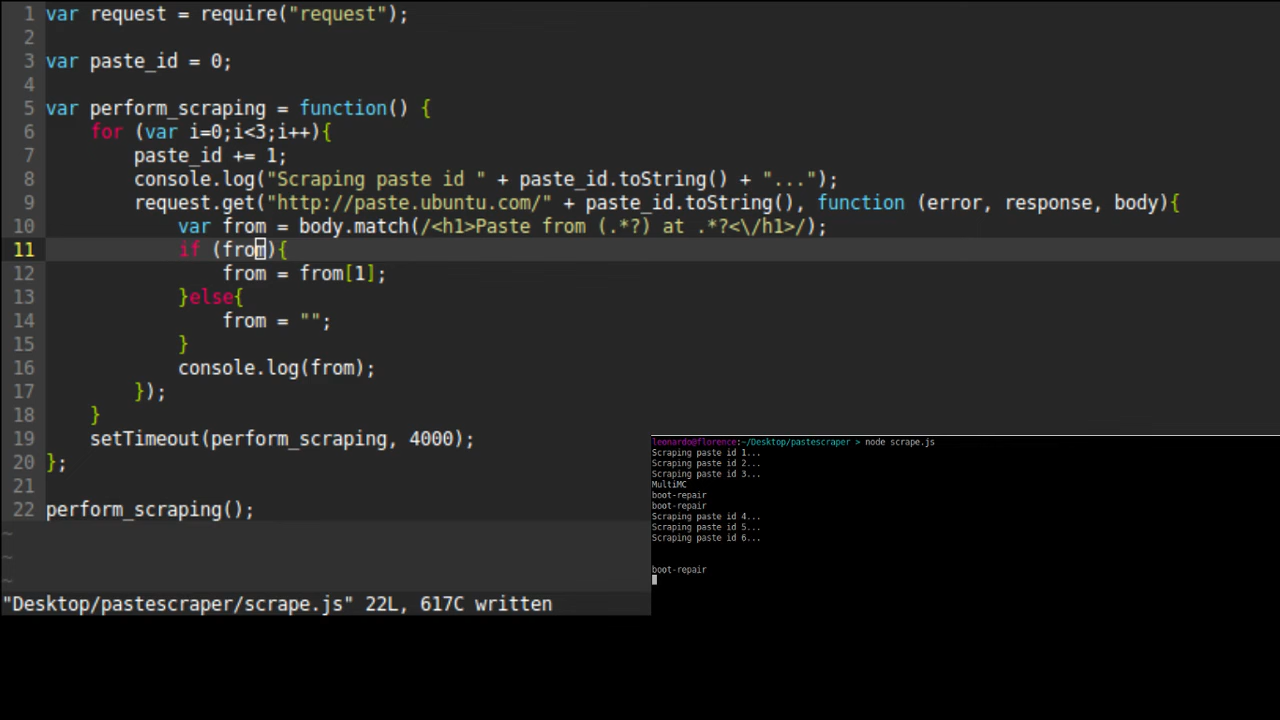 1 var request = require("request");
2
3 var paste_id = 0;
4
5 var perform_scraping = function() {
6     for (var i=0;i<3;i++){
7         paste_id += 1;
8         console.log("Scraping paste id " + paste_id.toString() + "...");
9         request.get("http://paste.ubuntu.com/" + paste_id.toString(), function (error, response, body){
10             var from = body.match(/<h1>Paste from (.*?) at .*?<\/h1>/);
11             if (from){
12                 from = from[1];
13             }else{
14                 from = "";
15             }
16             console.log(from);
17         });
18     }
19     setTimeout(perform_scraping, 4000);
20 };
21
22 perform_scraping();
~
~
~
"Desktop/pastescraper/scrape.js" 22L, 617C written
leonardo@florence:~/Desktop/pastescraper > node scrape.js
Scraping paste id 1...
Scraping paste id 2...
Scraping paste id 3...
MultiMC
boot-repair
boot-repair
Scraping paste id 4...
Scraping paste id 5...
Scraping paste id 6...
boot-repair